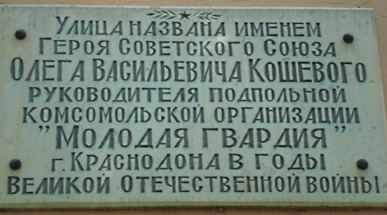 Улица названа именем
Героя Советского Союза
Олега Васильевича Кошевого
руководителя подпольной
комсомольской организации
"Молодая гвардия"
г. Краснодона в годы
Великой Отечественной войны.